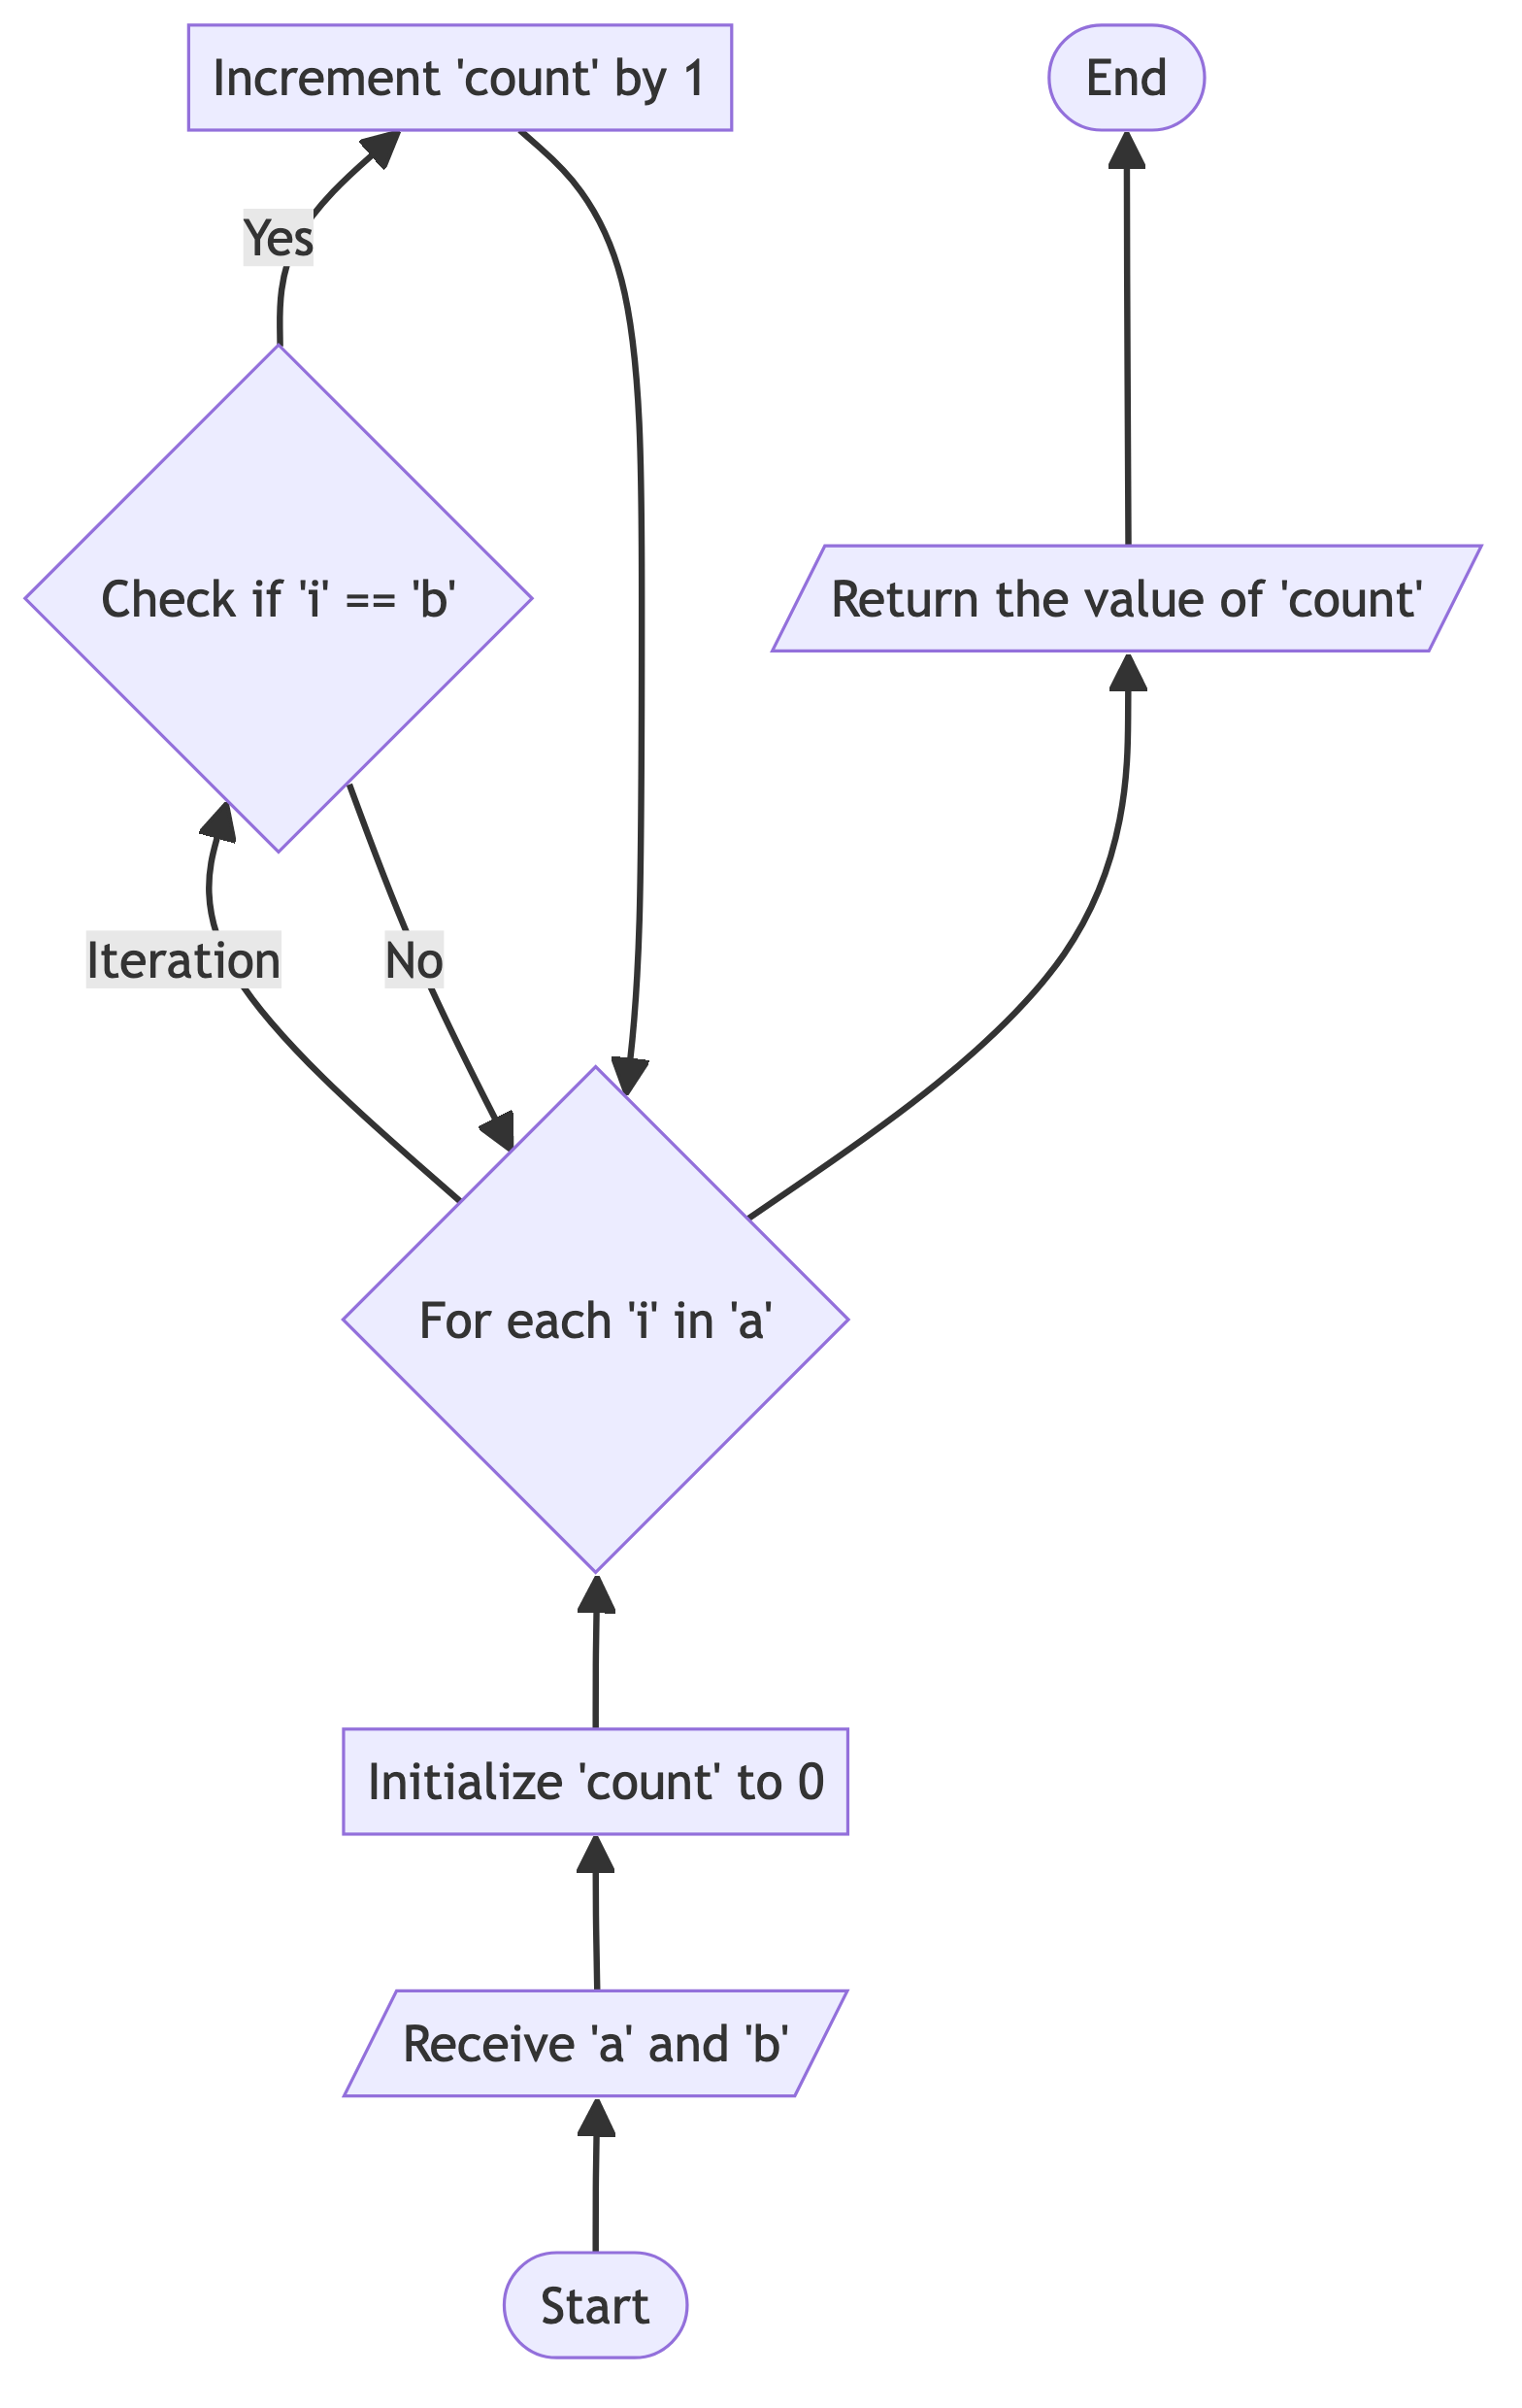 Increment 'count' by 1
End
Yes
Check if 'i' == 'b'
Return the value of 'count'
Iteration
No
For each 'i' in 'a'
Initialize 'count' to 0
Receive 'a' and 'b'
Start